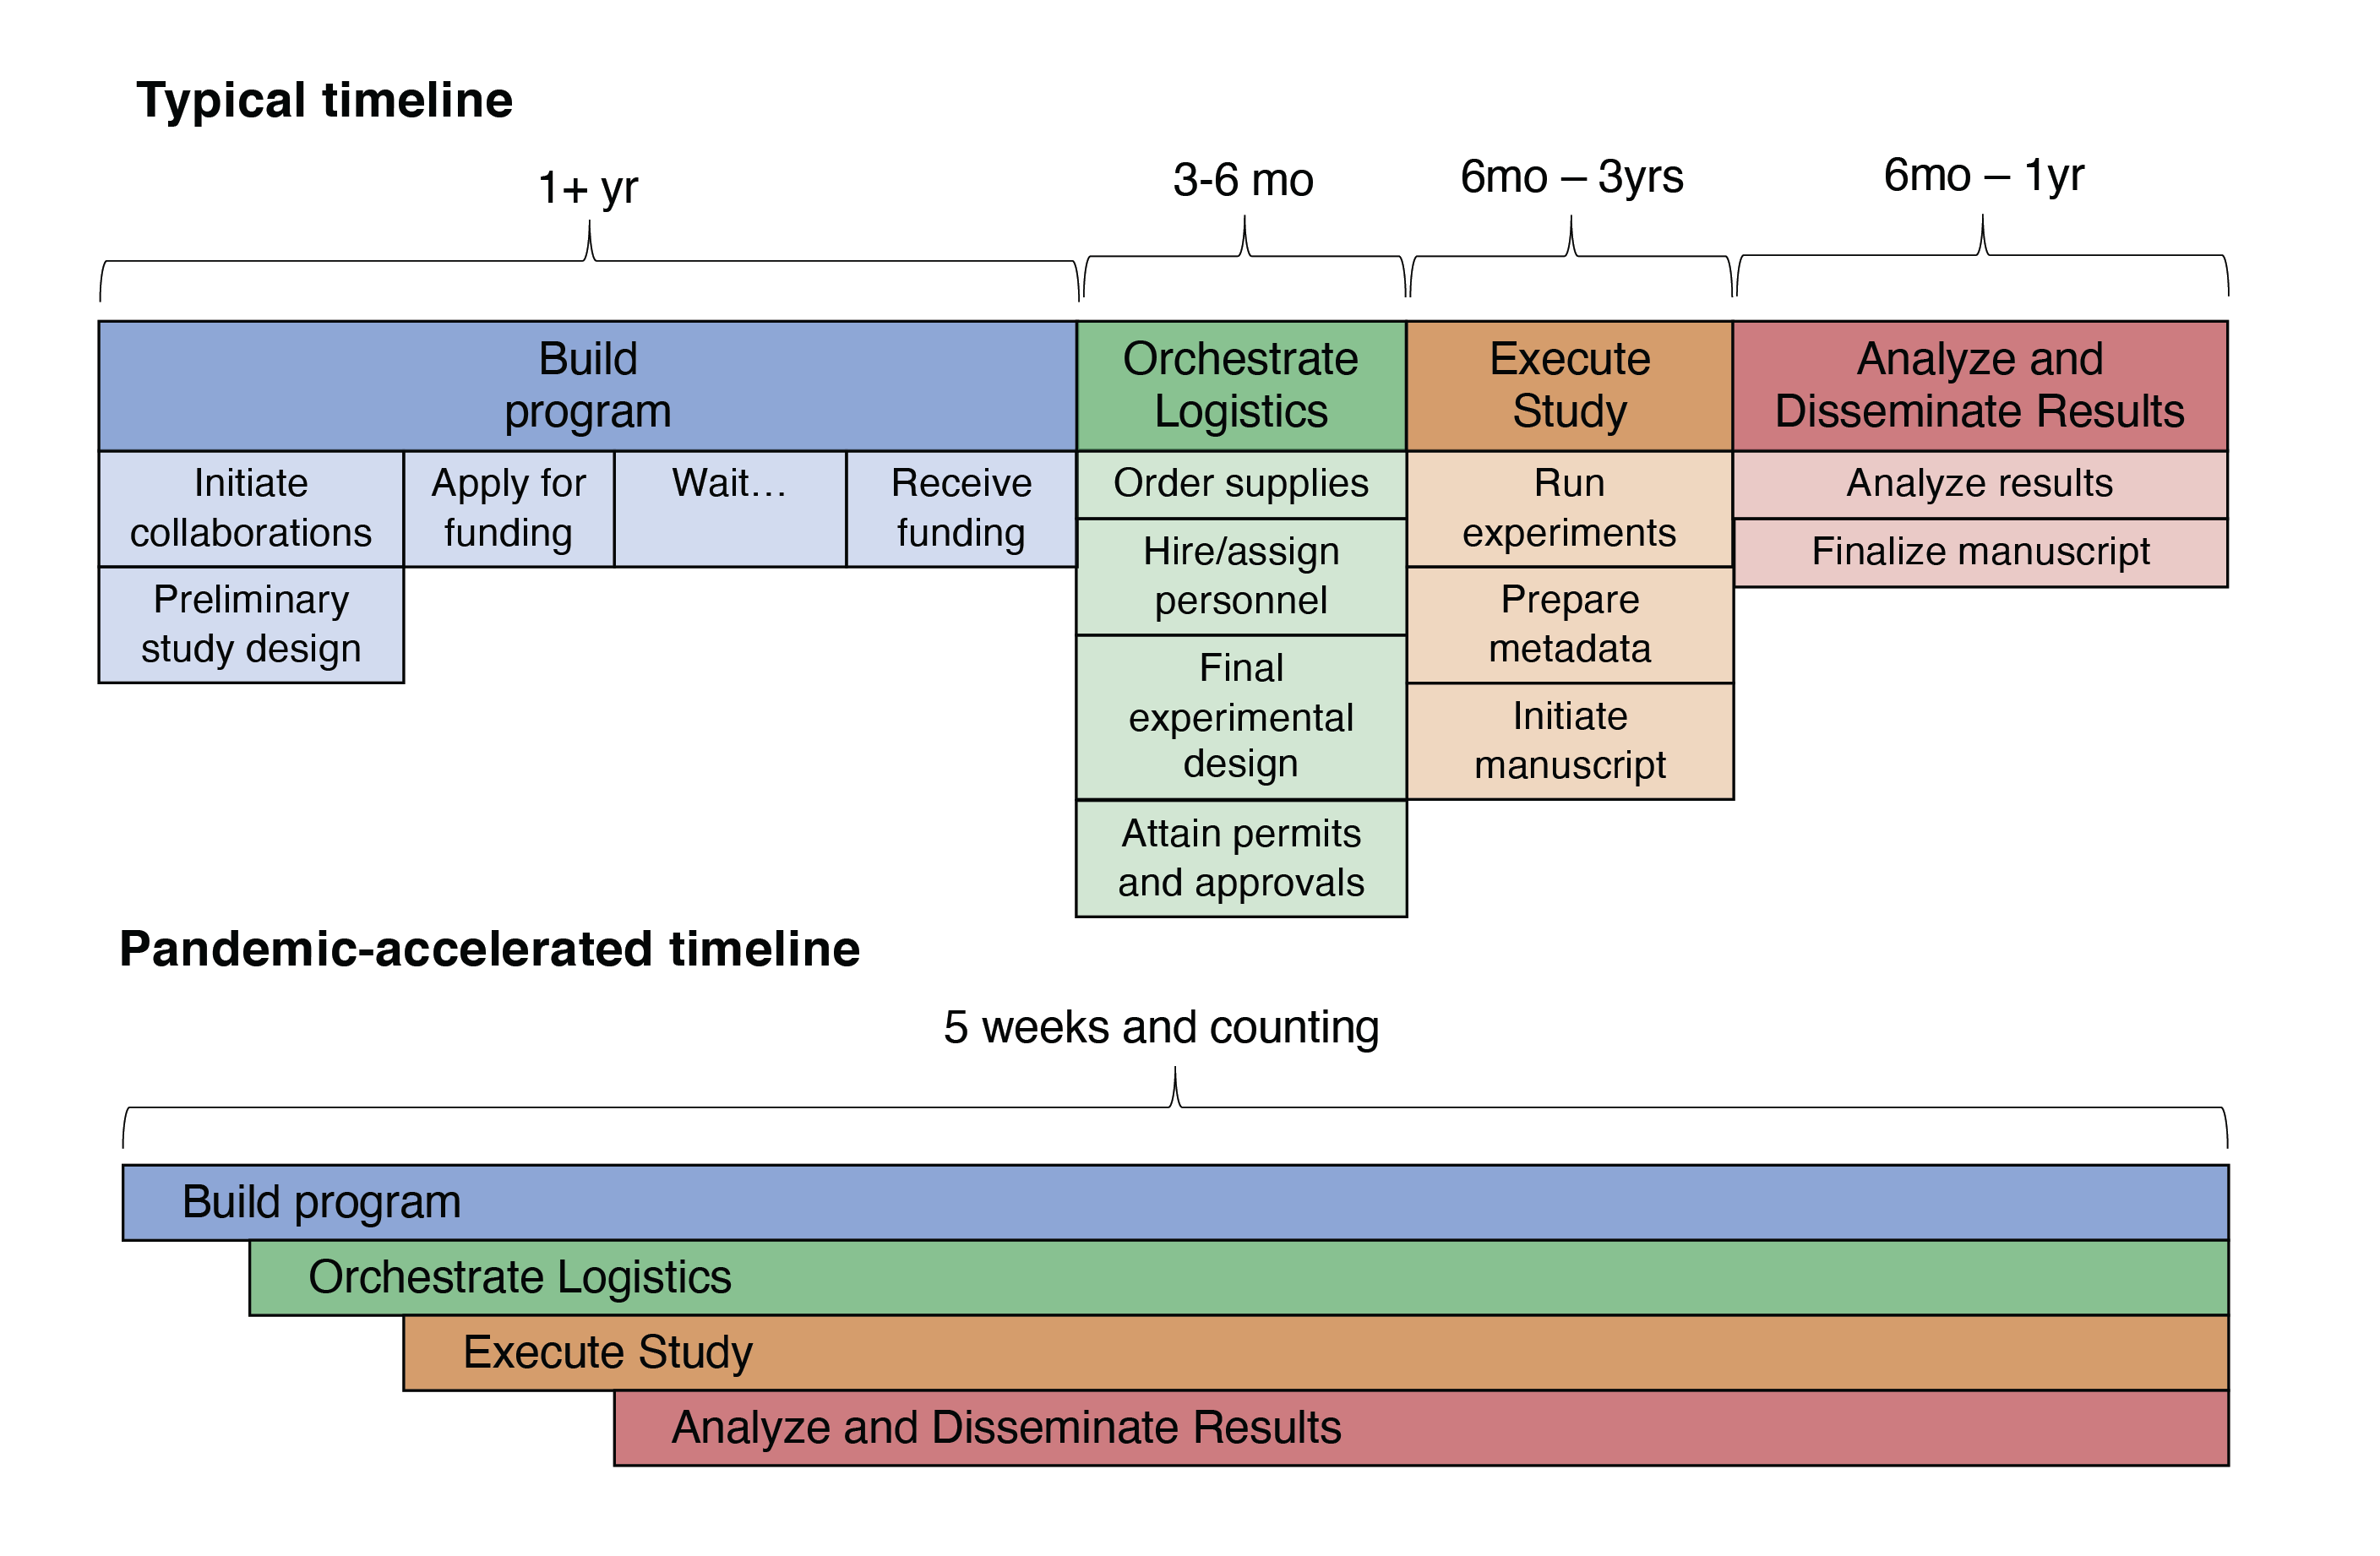 Typical timeline
1+ yr
3-6 mo
6mo – 3yrs
6mo – 1yr
Build
program
Orchestrate
Logistics
Execute
Study
Analyze and
Disseminate Results
Initiate
collaborations
Preliminary
study design
Apply for
funding
Wait...
Receive
funding
Order supplies
Hire/assign
personnel
Final
experimental
design
Attain permits
and approvals
Run
experiments
Prepare
metadata
Initiate
manuscript
Analyze results
Finalize manuscript
Pandemic-accelerated timeline
5 weeks and counting
Build program
Orchestrate Logistics
Execute Study
Analyze and Disseminate Results